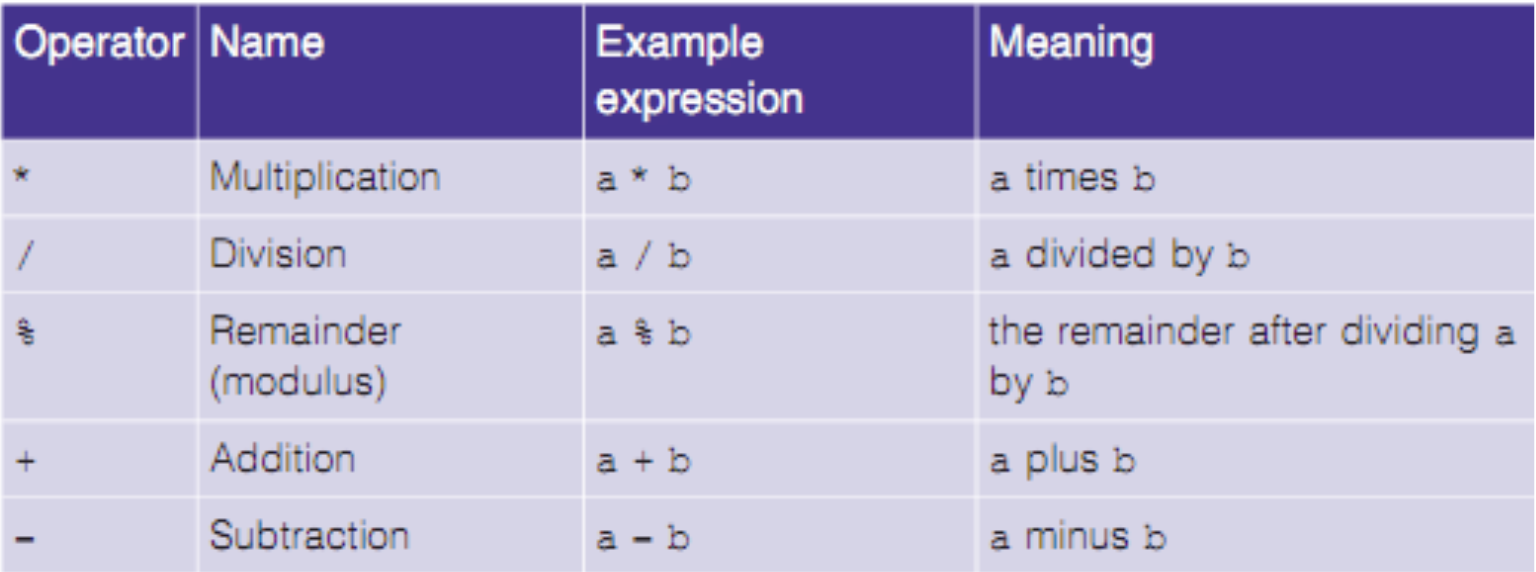 Operator Name Example expression Meaning
* Multiplication a * b a times b
/ Division a / b a divided by b
% Remainder (modulus) a % b the remainder after dividing a by b
+ Addition a + b a plus b
– Subtraction a – b a minus b